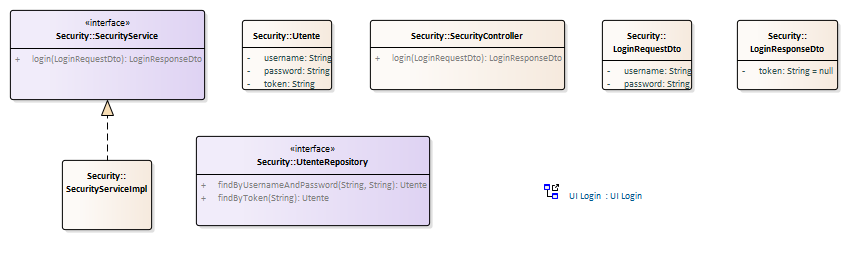 «interface»
Security::SecurityService
+ login(LoginRequestDto): LoginResponseDto
Security::Utente
- username: String
- password: String
- token: String
Security::SecurityController
+ login(LoginRequestDto): LoginResponseDto
Security::
LoginRequestDto
- username: String
- password: String
Security::
LoginResponseDto
- token: String = null
Security::
SecurityServiceImpl
«interface»
Security::UtenteRepository
+ findByUsernameAndPassword(String, String): Utente
+ findByToken(String): Utente
UI Login : UI Login